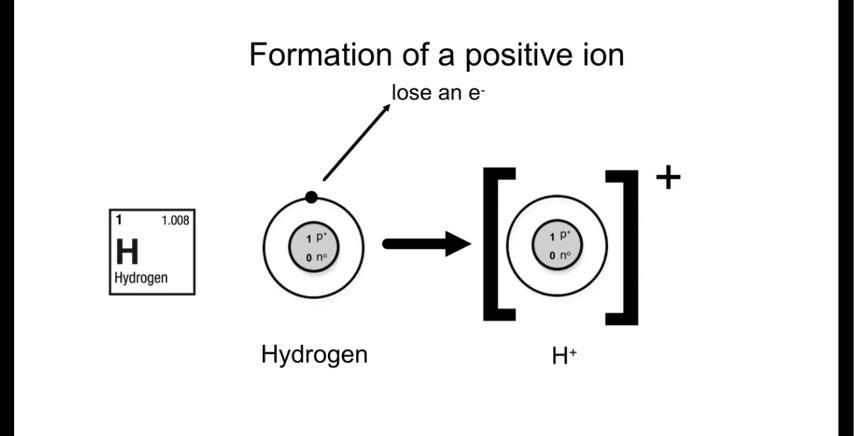 Formation of a positive ion
lose an e⁻
+
1 1.008
H
Hydrogen
1 p⁺
0 n⁰
1 p⁺
0 n⁰
Hydrogen
H⁺